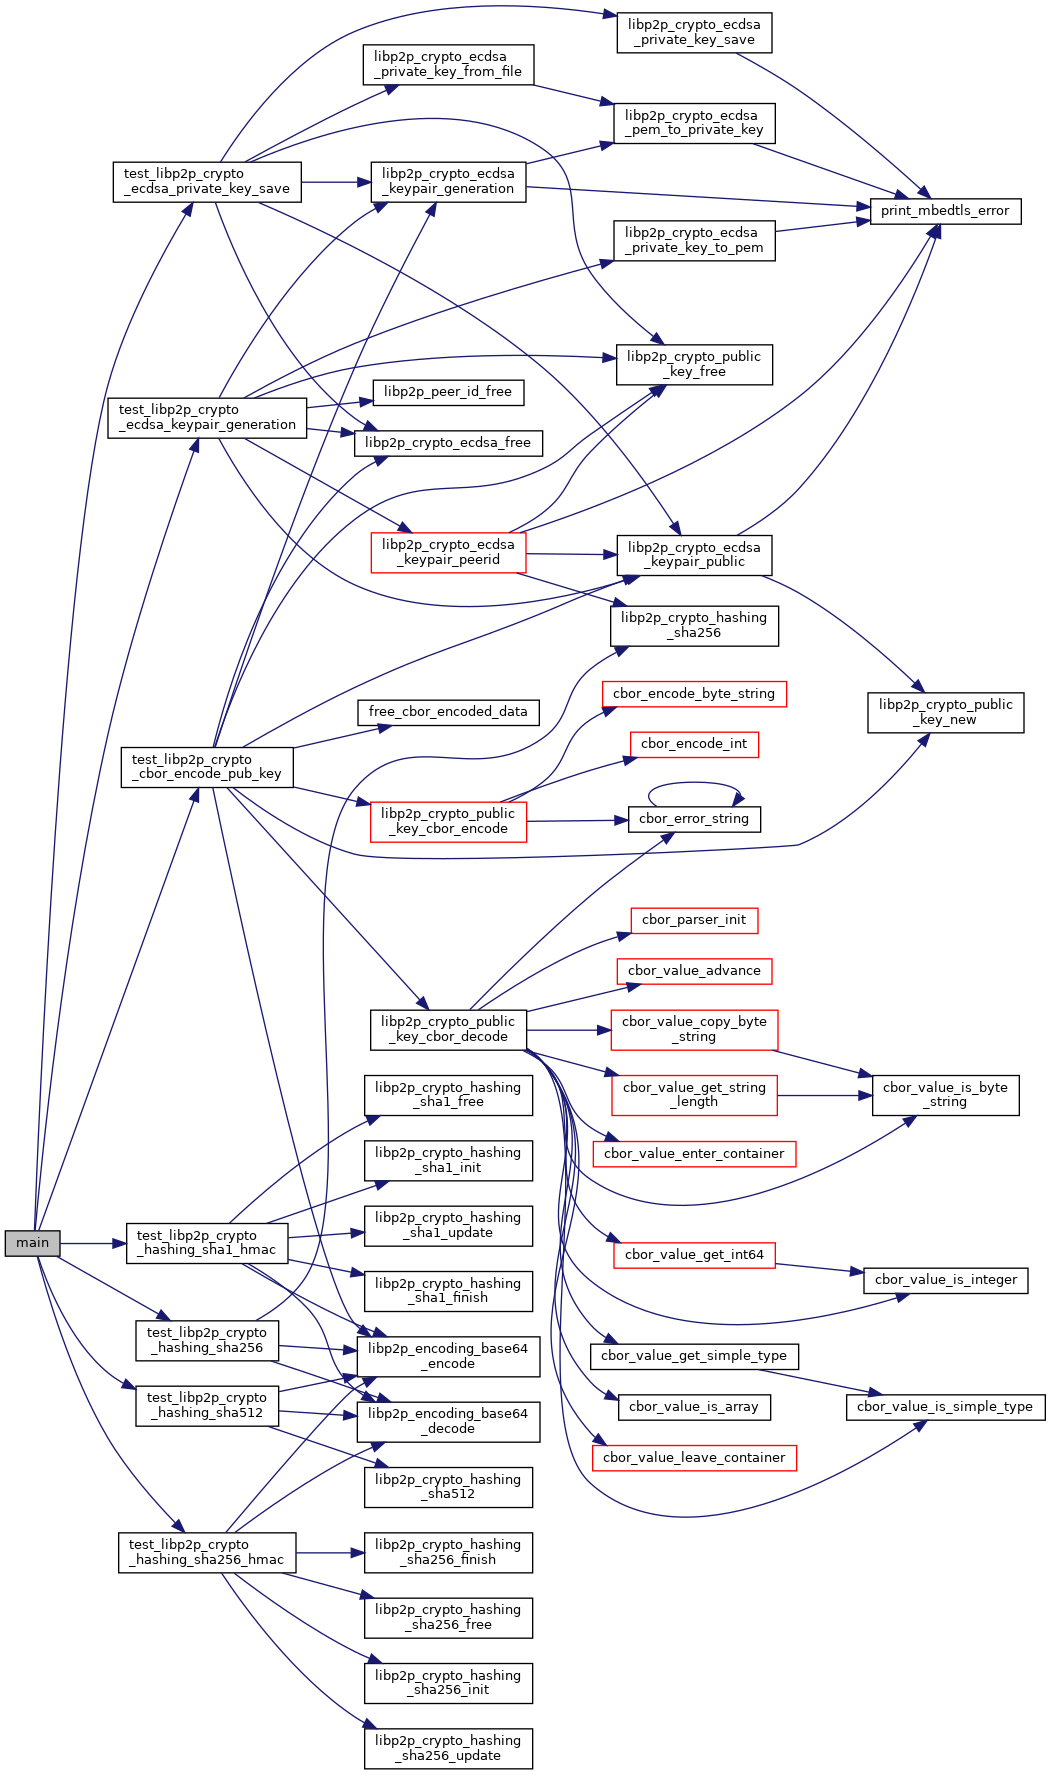 libp2p_crypto_ecdsa
_private_key_save
libp2p_crypto_ecdsa
_private_key_from_file
libp2p_crypto_ecdsa
_pem_to_private_key
test_libp2p_crypto
_ecdsa_private_key_save
libp2p_crypto_ecdsa
_keypair_generation
print_mbedtls_error
libp2p_crypto_ecdsa
_private_key_to_pem
libp2p_crypto_public
_key_free
libp2p_peer_id_free
test_libp2p_crypto
_ecdsa_keypair_generation
libp2p_crypto_ecdsa_free
libp2p_crypto_ecdsa
_keypair_peerid
libp2p_crypto_ecdsa
_keypair_public
libp2p_crypto_hashing
_sha256
cbor_encode_byte_string
free_cbor_encoded_data
libp2p_crypto_public
_key_new
cbor_encode_int
test_libp2p_crypto
_cbor_encode_pub_key
libp2p_crypto_public
_key_cbor_encode
cbor_error_string
cbor_parser_init
cbor_value_advance
libp2p_crypto_public
_key_cbor_decode
cbor_value_copy_byte
_string
libp2p_crypto_hashing
_sha1_free
cbor_value_get_string
_length
cbor_value_is_byte
_string
libp2p_crypto_hashing
_sha1_init
cbor_value_enter_container
libp2p_crypto_hashing
_sha1_update
main
test_libp2p_crypto
_hashing_sha1_hmac
cbor_value_get_int64
cbor_value_is_integer
libp2p_crypto_hashing
_sha1_finish
test_libp2p_crypto
_hashing_sha256
libp2p_encoding_base64
_encode
cbor_value_get_simple_type
test_libp2p_crypto
_hashing_sha512
libp2p_encoding_base64
_decode
cbor_value_is_array
cbor_value_is_simple_type
cbor_value_leave_container
libp2p_crypto_hashing
_sha512
test_libp2p_crypto
_hashing_sha256_hmac
libp2p_crypto_hashing
_sha256_finish
libp2p_crypto_hashing
_sha256_free
libp2p_crypto_hashing
_sha256_init
libp2p_crypto_hashing
_sha256_update